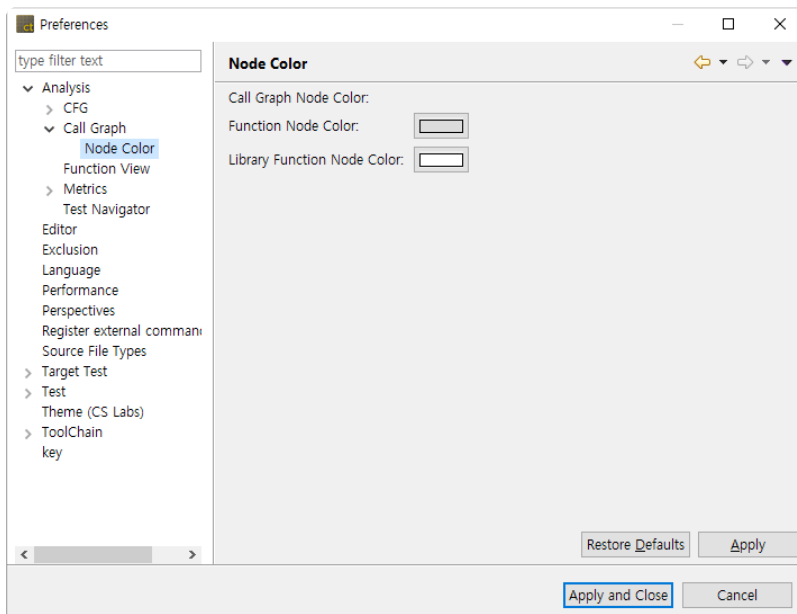 ct Preferences
type filter text
Analysis
CFG
Call Graph
Node Color
Function View
Metrics
Test Navigator
Editor
Exclusion
Language
Performance
Perspectives
Register external comman
Source File Types
Target Test
Test
Theme (CS Labs)
ToolChain
key
Node Color
Call Graph Node Color:
Function Node Color:
Library Function Node Color:
Restore Defaults Apply
Apply and Close Cancel